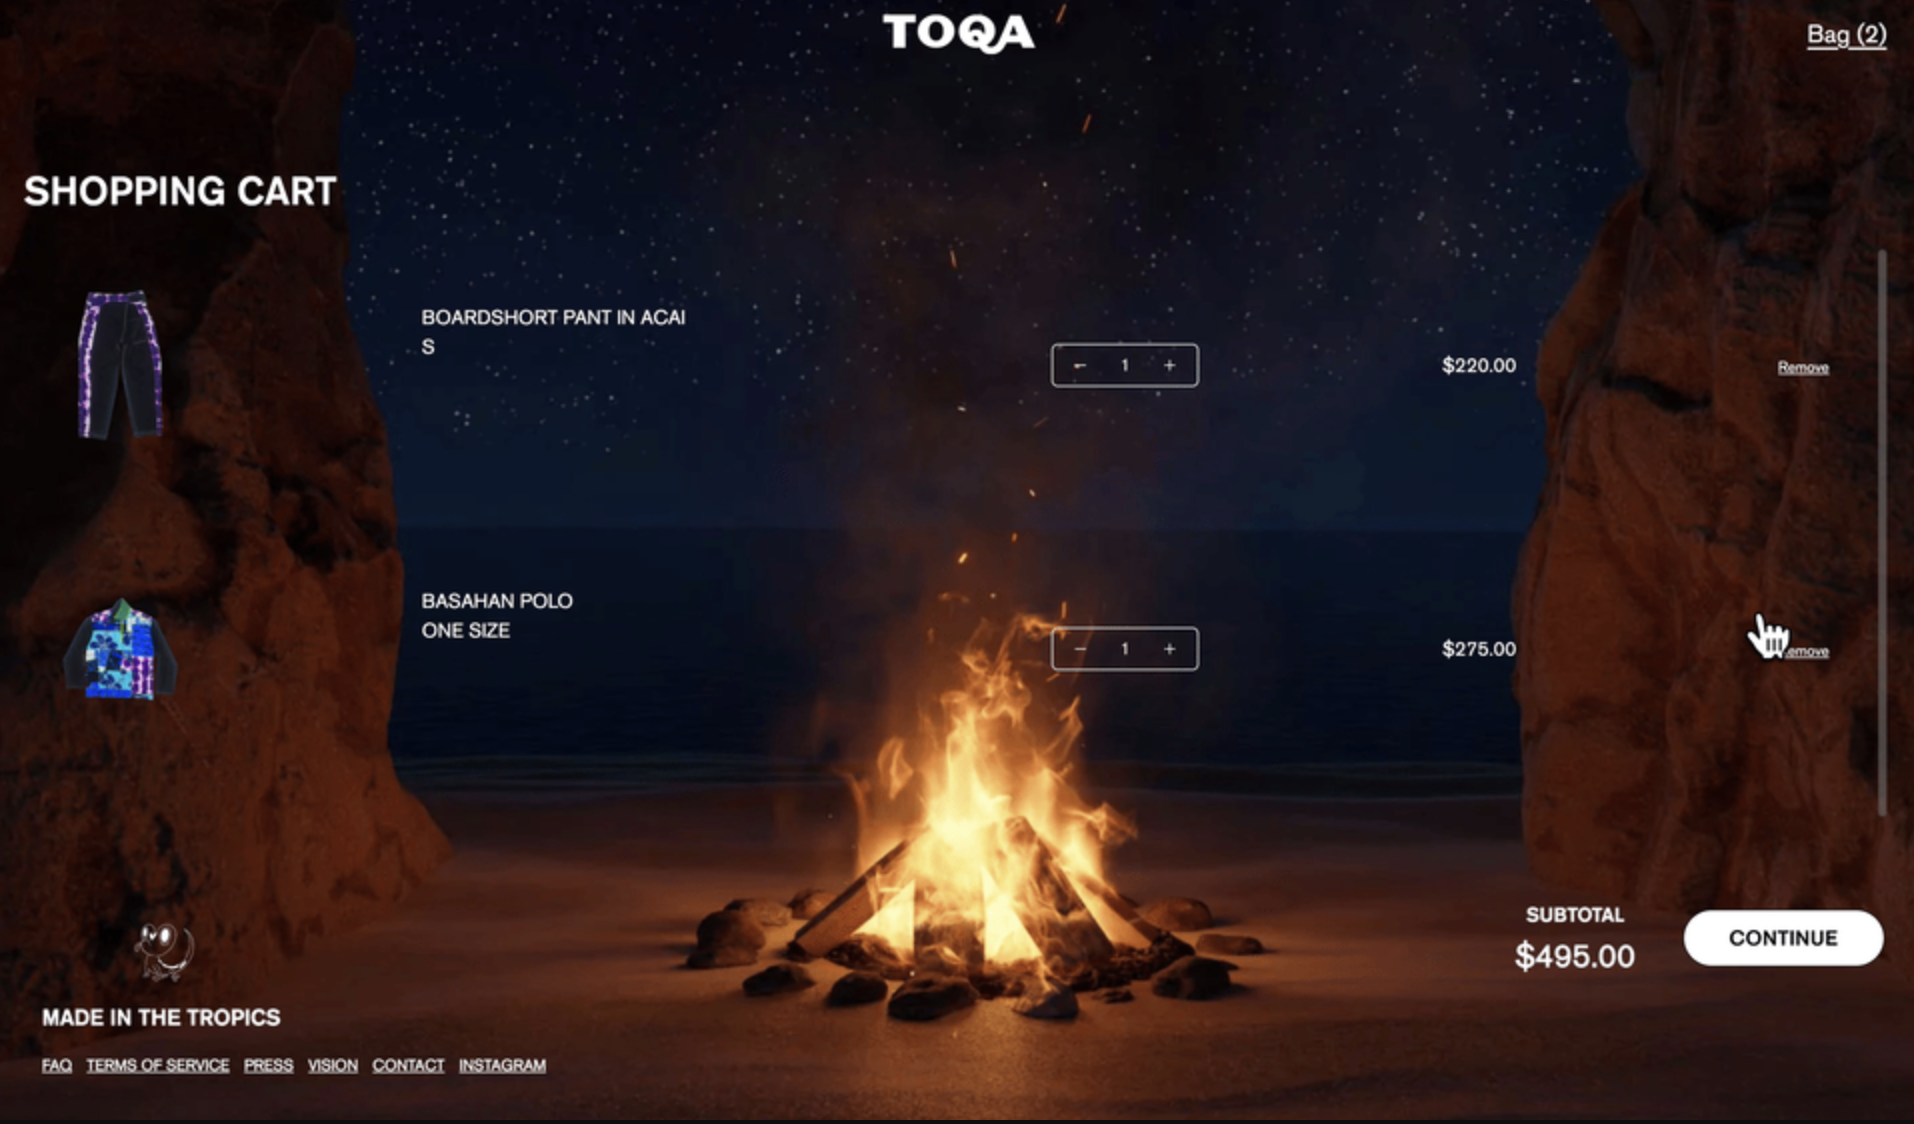 TOQA
Bag (2)
SHOPPING CART
BOARDSHORT PANT IN ACAI
S
− 1 +
$220.00
Remove
BASAHAN POLO
ONE SIZE
− 1 +
$275.00
emove
SUBTOTAL
$495.00
CONTINUE
MADE IN THE TROPICS
FAQ TERMS OF SERVICE PRESS VISION CONTACT INSTAGRAM